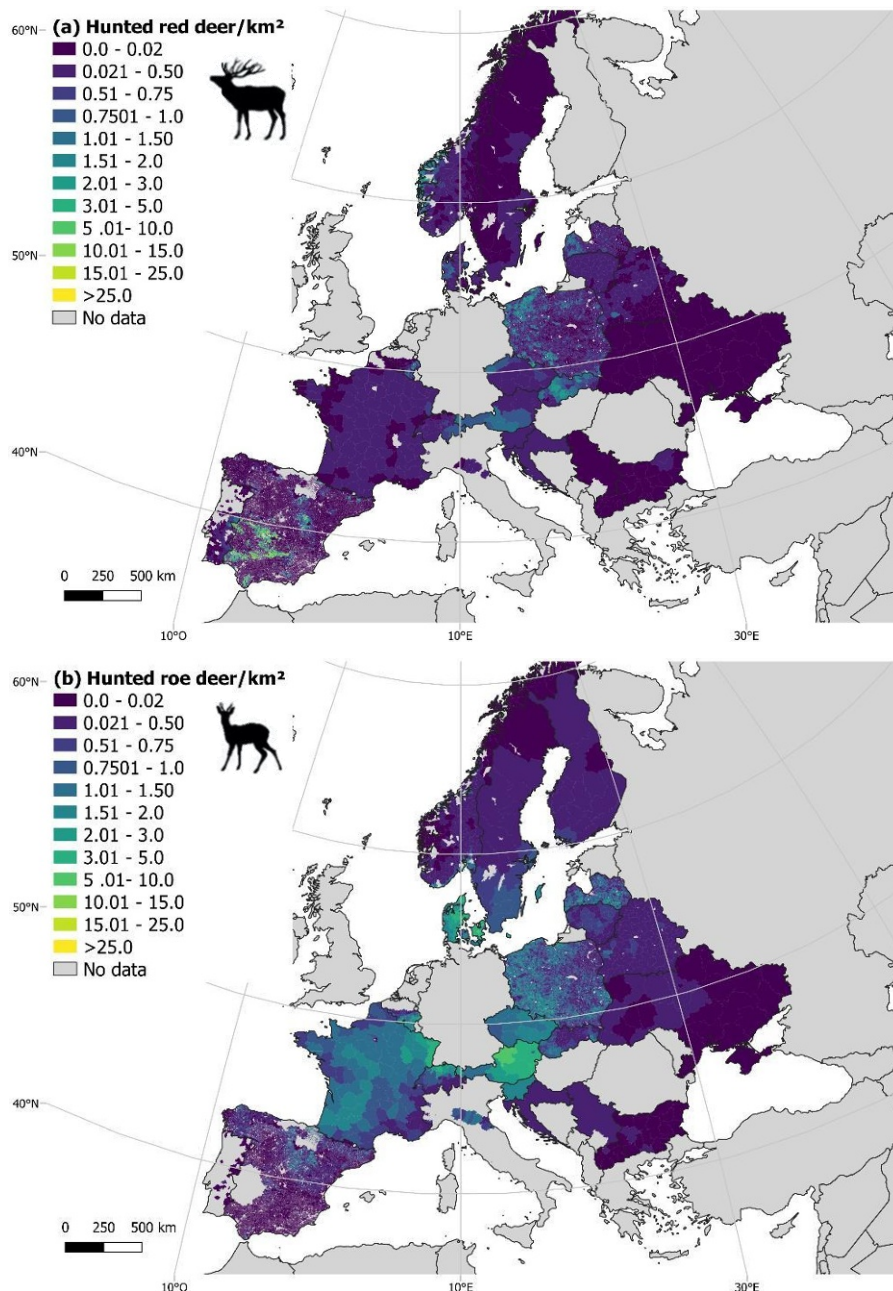 (a) Hunted red deer/km²
0.0 - 0.02
0.021 - 0.50
0.51 - 0.75
0.7501 - 1.0
1.01 - 1.50
1.51 - 2.0
2.01 - 3.0
3.01 - 5.0
5 .01- 10.0
10.01 - 15.0
15.01 - 25.0
>25.0
No data
60°N
50°N
40°N
0 250 500 km
10°O 10°E 30°E
(b) Hunted roe deer/km²
0.0 - 0.02
0.021 - 0.50
0.51 - 0.75
0.7501 - 1.0
1.01 - 1.50
1.51 - 2.0
2.01 - 3.0
3.01 - 5.0
5 .01- 10.0
10.01 - 15.0
15.01 - 25.0
>25.0
No data
60°N
50°N
40°N
0 250 500 km
10°O 10°E 30°E